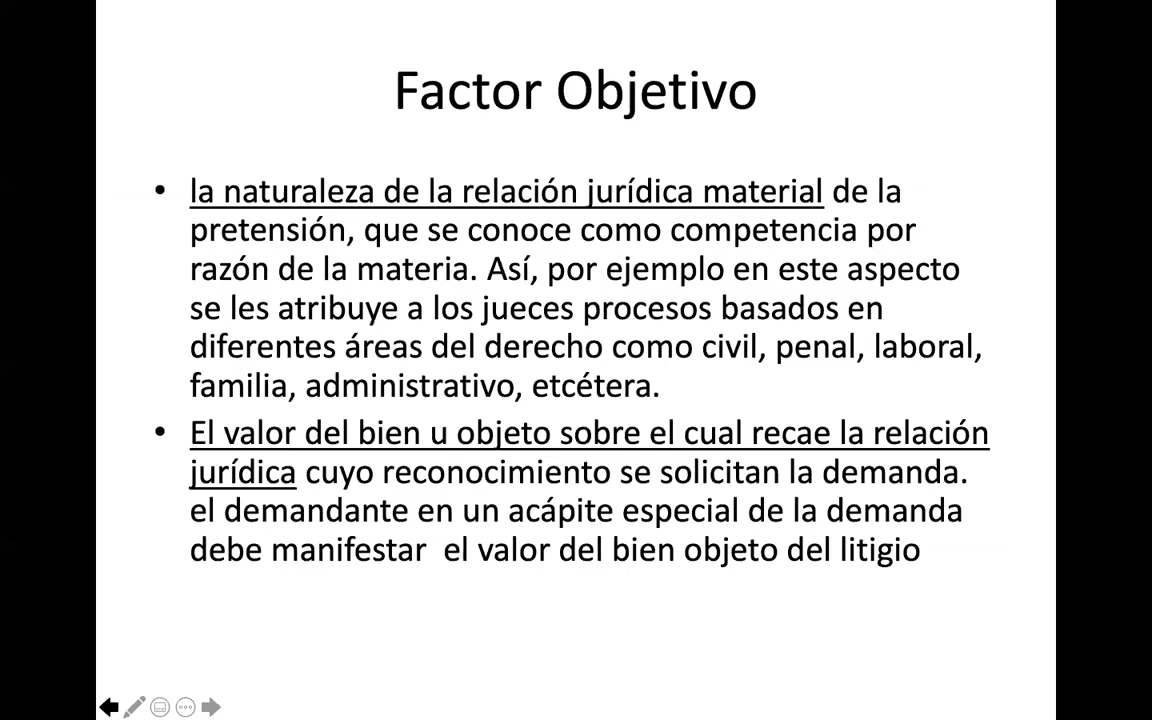 Factor Objetivo
• la naturaleza de la relación jurídica material de la
pretensión, que se conoce como competencia por
razón de la materia. Así, por ejemplo en este aspecto
se les atribuye a los jueces procesos basados en
diferentes áreas del derecho como civil, penal, laboral,
familia, administrativo, etcétera.
• El valor del bien u objeto sobre el cual recae la relación
jurídica cuyo reconocimiento se solicitan la demanda.
el demandante en un acápite especial de la demanda
debe manifestar  el valor del bien objeto del litigio